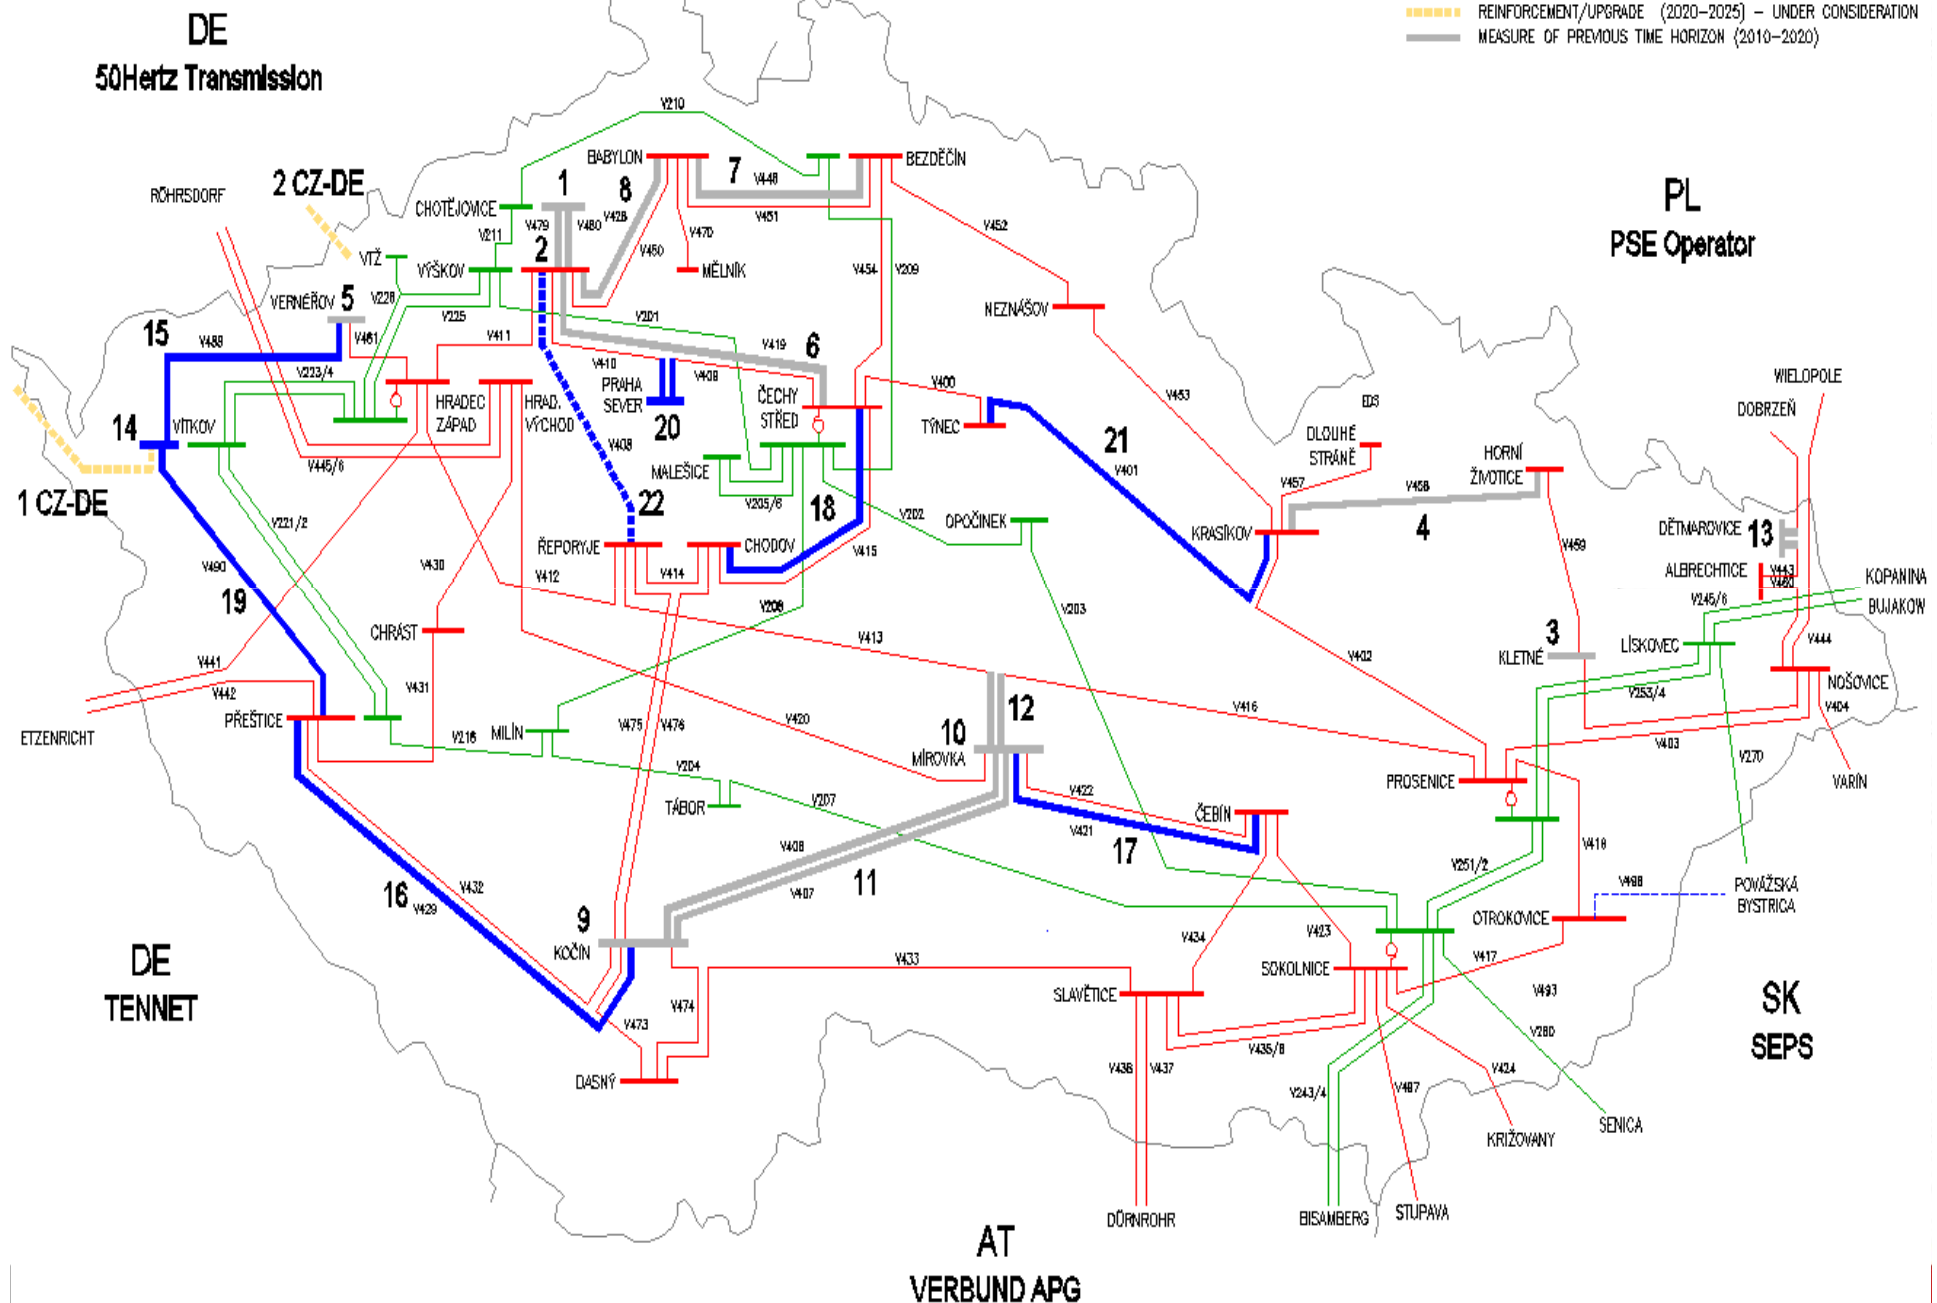 REINFORCEMENT/UPGRADE (2020-2025) - UNDER CONSIDERATION
MEASURE OF PREVIOUS TIME HORIZON (2010-2020)
DE
50Hertz Transmission
PL
PSE Operator
DE
TENNET
SK
SEPS
AT
VERBUND APG
2 CZ-DE
1 CZ-DE
RÖHRSDORF
V210
BABYLON
7
BEZDĚČÍN
V448
V451
1
8
CHOTĚJOVICE
V479
V480
V428
V450
V470
MĚLNÍK
V452
V211
2
V454
V209
VTŽ
VÝŠKOV
V228
V225
VERNÉŘOV
5
V201
NEZNÁŠOV
15
V488
V461
V411
V419
6
V410
V409
PRAHA
SEVER
20
ČECHY
STŘED
V400
V453
V223/4
HRADEC
ZÁPAD
HRAD.
VÝCHOD
TÝNEC
21
V401
EDS
DLOUHÉ
STRÁNĚ
HORNÍ
ŽIVOTICE
WIELOPOLE
DOBRZEŇ
14
VÍTKOV
V408
V445/6
MALEŠICE
V205/6
18
V202
OPOČINEK
V457
V458
4
KRASÍKOV
V221/2
22
ŘEPORYJE
CHODOV
V415
V414
V412
V430
V490
19
DĚTMAROVICE
13
ALBRECHTICE
V443
V460
KOPANINA
BUJAKOW
V245/6
V459
V203
V208
CHRÁST
V413
V402
3
KLETNÉ
LÍSKOVEC
V444
V253/4
NOŠOVICE
V404
V441
V442
V431
PŘEŠTICE
ETZENRICHT
V216
MILÍN
V475
V476
V420
10
12
MÍROVKA
V416
V403
V270
VARÍN
PROSENICE
V204
TÁBOR
V207
V422
V421
17
ČEBÍN
V418
V406
V407
11
V251/2
16
V432
V429
9
KOČÍN
V498
POVÁŽSKÁ
BYSTRICA
OTROKOVICE
V434
V423
V417
V433
SOKOLNICE
SLAVĚTICE
V493
V474
V473
V280
DASNÝ
V435/6
V436
V437
V243/4
V497
V424
SENICA
KRIŽOVANY
DÜRNROHR
BISAMBERG
STUPAVA